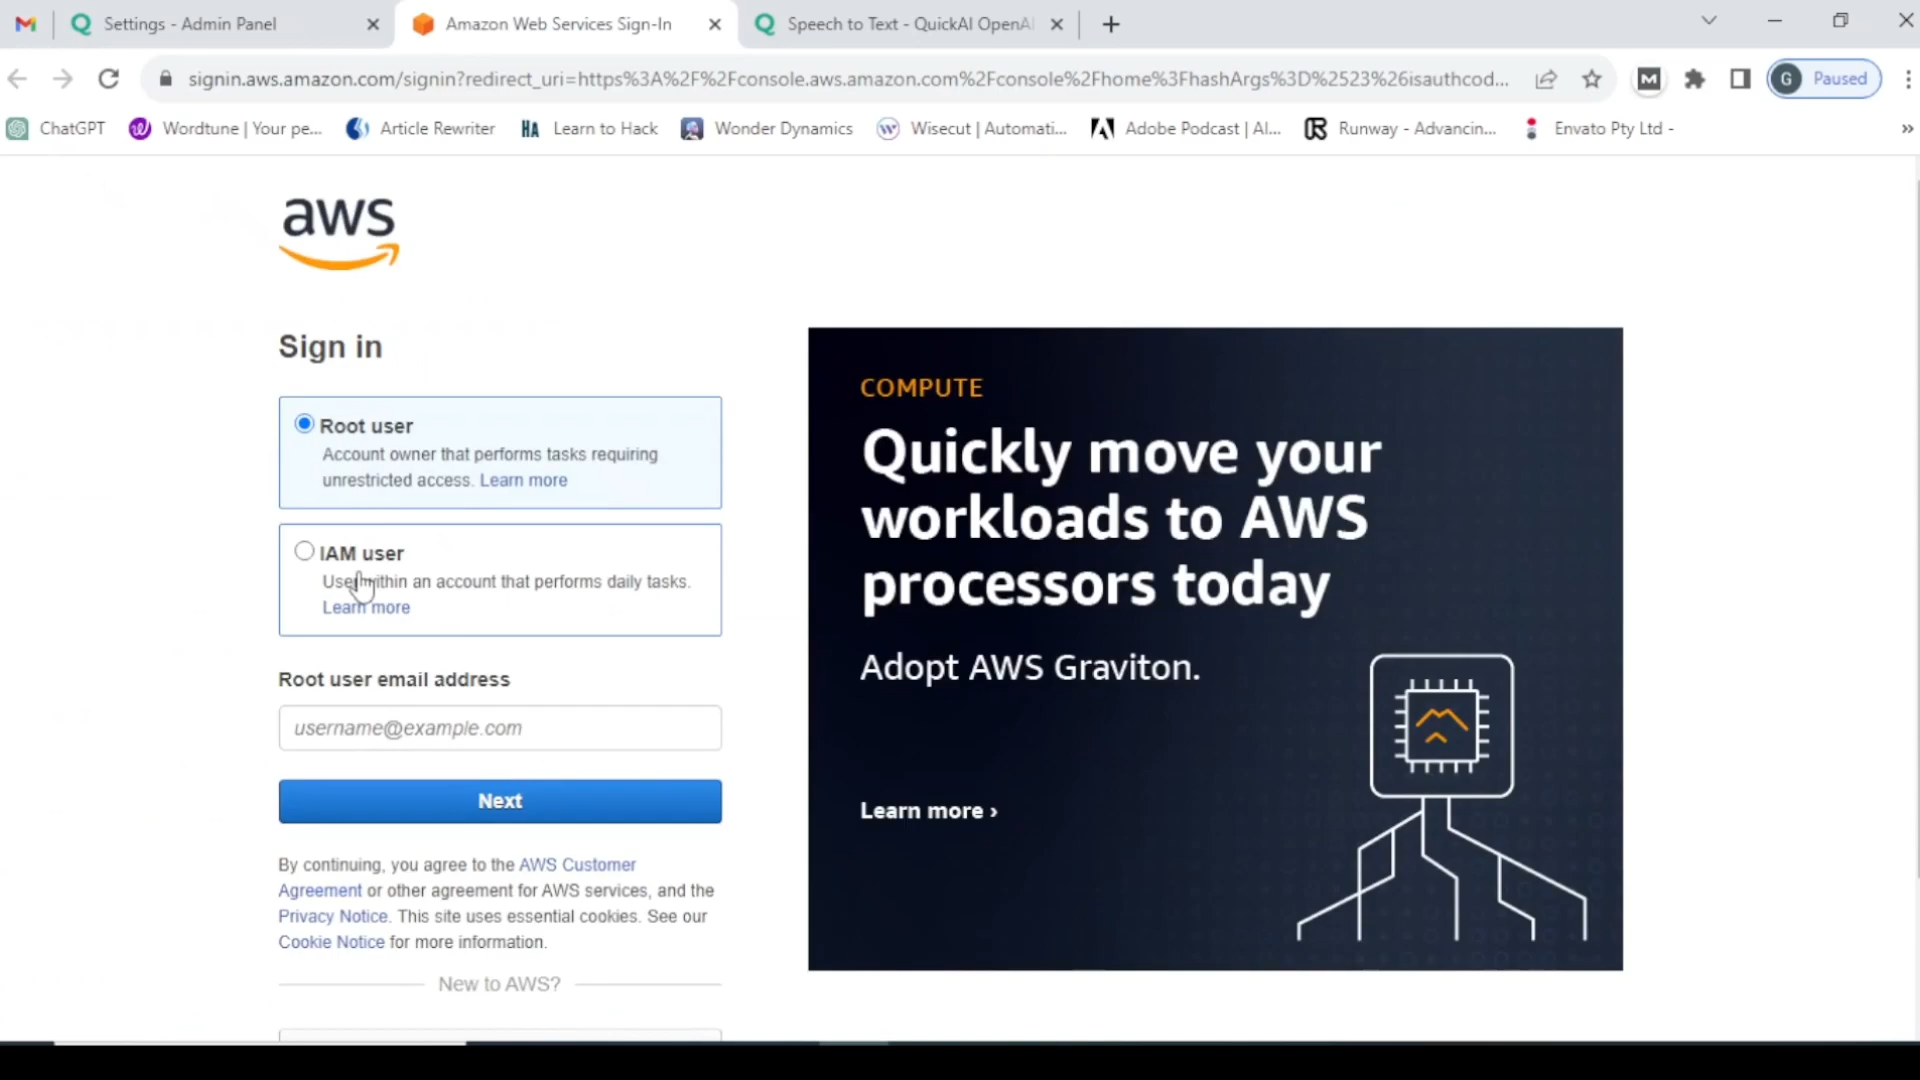 Settings - Admin Panel
Amazon Web Services Sign-In
Speech to Text - QuickAI OpenAI
signin.aws.amazon.com/signin?redirect_uri=https%3A%2F%2Fconsole.aws.amazon.com%2Fconsole%2Fhome%3FhashArgs%3D%2523%26isauthcod...
G Paused
ChatGPT
Wordtune | Your pe...
Article Rewriter
HA Learn to Hack
Wonder Dynamics
Wisecut | Automati...
Adobe Podcast | AI...
Runway - Advancin...
Envato Pty Ltd -
»
aws
Sign in
Root user
Account owner that performs tasks requiring
unrestricted access. Learn more
IAM user
User within an account that performs daily tasks.
Learn more
Root user email address
username@example.com
Next
By continuing, you agree to the AWS Customer
Agreement or other agreement for AWS services, and the
Privacy Notice. This site uses essential cookies. See our
Cookie Notice for more information.
New to AWS?
COMPUTE
Quickly move your
workloads to AWS
processors today
Adopt AWS Graviton.
Learn more ›